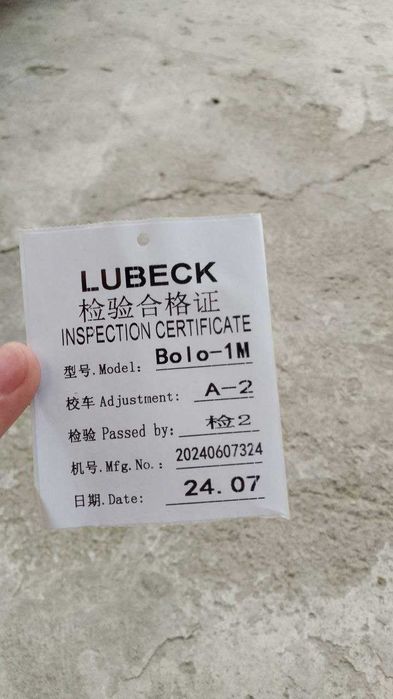 LUBECK
检验合格证
INSPECTION CERTIFICATE
型号.Model: Bolo-1M
校车 Adjustment: A-2
检验 Passed by: 检2
机号.Mfg.No.: 20240607324
日期.Date: 24.07